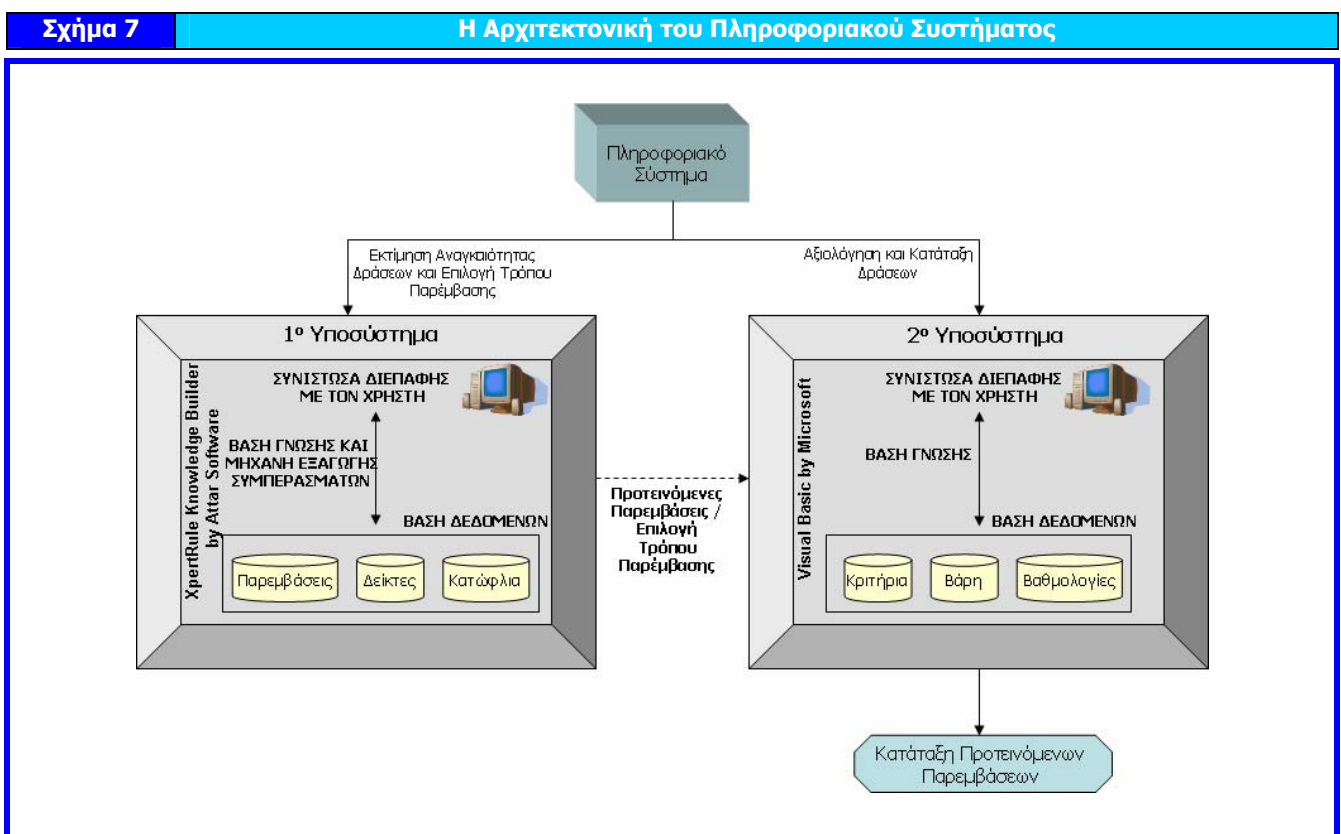 Σχήμα 7
Η Αρχιτεκτονική του Πληροφοριακού Συστήματος
Πληροφοριακό
Σύστημα
Εκτίμηση Αναγκαιότητας
Δράσεων και Επιλογή Τρόπου
Παρέμβασης
Αξιολόγηση και Κατάταξη
Δράσεων
1ο Υποσύστημα
XpertRule Knowledge Builder
by Attar Software
ΣΥΝΙΣΤΩΣΑ ΔΙΕΠΑΦΗΣ
ΜΕ ΤΟΝ ΧΡΗΣΤΗ
ΒΑΣΗ ΓΝΩΣΗΣ ΚΑΙ
ΜΗΧΑΝΗ ΕΞΑΓΩΓΗΣ
ΣΥΜΠΕΡΑΣΜΑΤΩΝ
ΒΑΣΗ ΔΕΔΟΜΕΝΩΝ
Παρεμβάσεις
Δείκτες
Κατώφλια
Προτεινόμενες
Παρεμβάσεις /
Επιλογή
Τρόπου
Παρέμβασης
2ο Υποσύστημα
Visual Basic by Microsoft
ΣΥΝΙΣΤΩΣΑ ΔΙΕΠΑΦΗΣ
ΜΕ ΤΟΝ ΧΡΗΣΤΗ
ΒΑΣΗ ΓΝΩΣΗΣ
ΒΑΣΗ ΔΕΔΟΜΕΝΩΝ
Κριτήρια
Βάρη
Βαθμολογίες
Κατάταξη Προτεινόμενων
Παρεμβάσεων